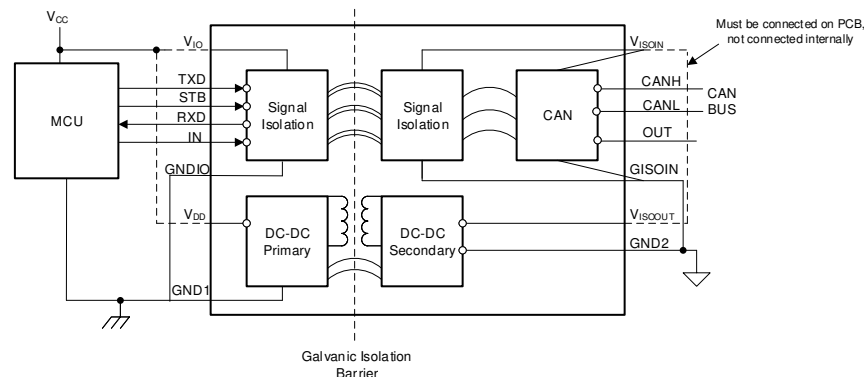 VCC
Must be connected on PCB,
not connected internally
VIO
VISOIN
TXD
STB
RXD
IN
MCU
Signal
Isolation
Signal
Isolation
CAN
CANH
CANL
OUT
CAN
BUS
GNDIO
GISOIN
VDD
DC-DC
Primary
DC-DC
Secondary
VISOOUT
GND2
GND1
Galvanic Isolation
Barrier